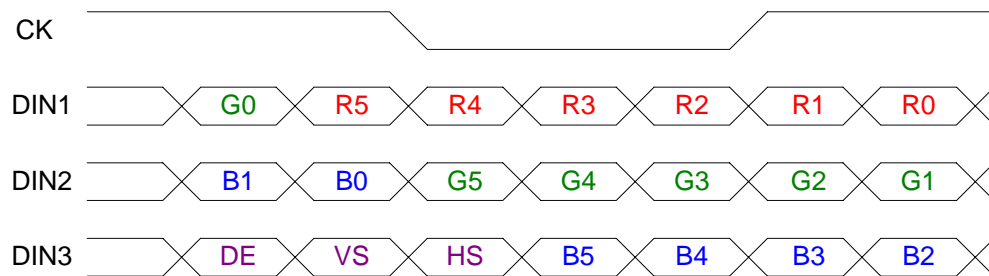 CK
DIN1 G0 R5 R4 R3 R2 R1 R0
DIN2 B1 B0 G5 G4 G3 G2 G1
DIN3 DE VS HS B5 B4 B3 B2